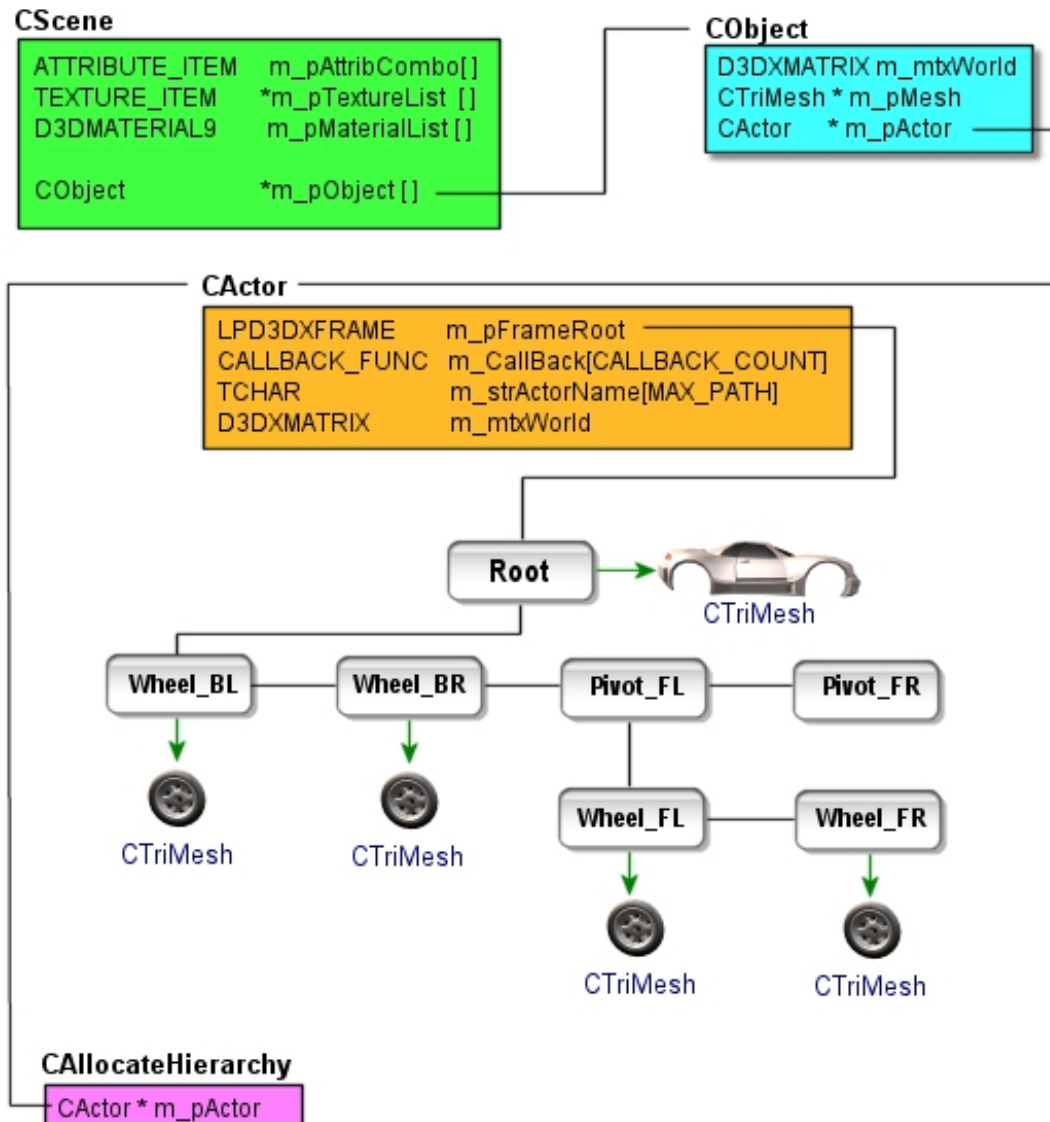 CScene
ATTRIBUTE_ITEM m_pAttribCombo[]
TEXTURE_ITEM *m_pTextureList []
D3DMATERIAL9 m_pMaterialList []
CObject *m_pObject []
CObject
D3DXMATRIX m_mtxWorld
CTriMesh * m_pMesh
CActor * m_pActor
CActor
LPD3DXFRAME m_pFrameRoot
CALLBACK_FUNC m_CallBack[CALLBACK_COUNT]
TCHAR m_strActorName[MAX_PATH]
D3DXMATRIX m_mtxWorld
Root
CTriMesh
Wheel_BL
Wheel_BR
Pivot_FL
Pivot_FR
CTriMesh
CTriMesh
Wheel_FL
Wheel_FR
CTriMesh
CTriMesh
CAllocateHierarchy
CActor * m_pActor